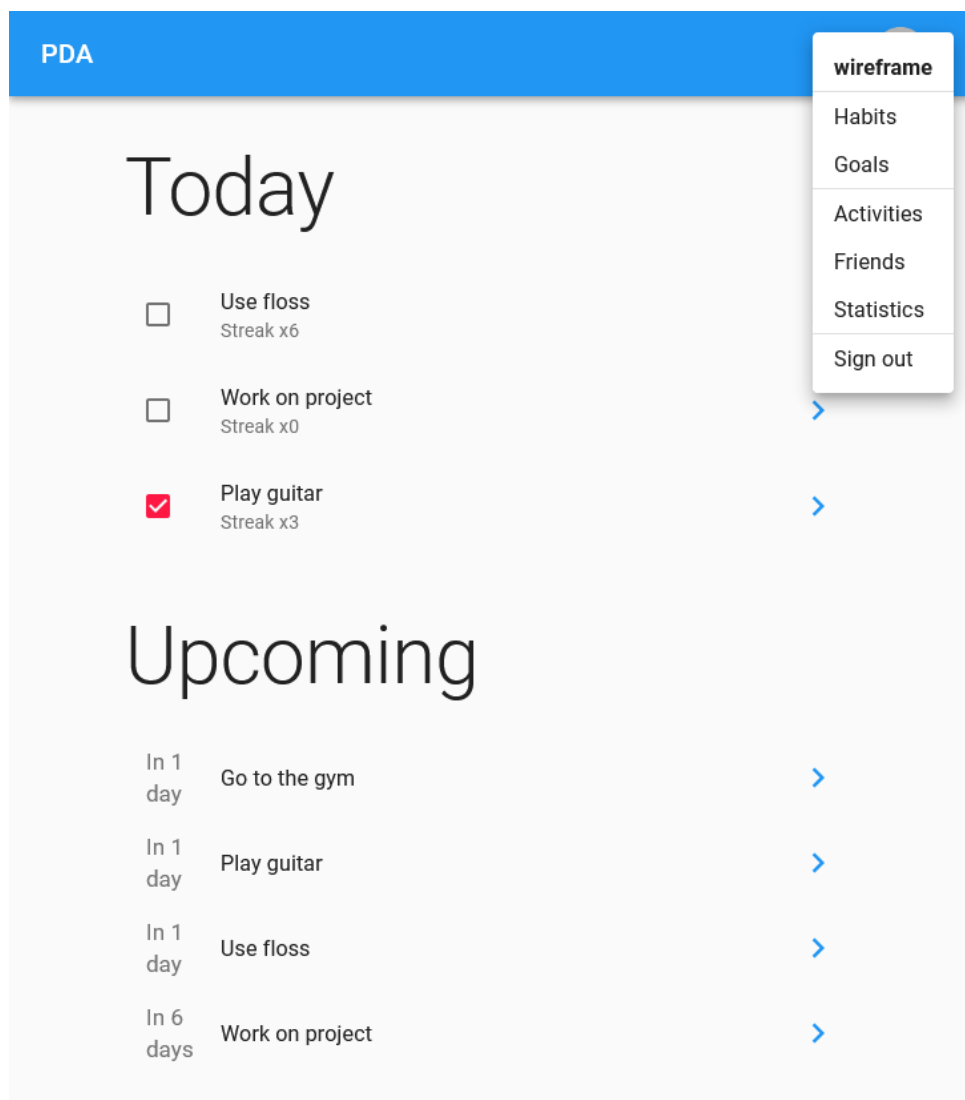 PDA
wireframe
Habits
Goals
Activities
Friends
Statistics
Sign out
Today
Use floss
Streak x6
Work on project
Streak x0
Play guitar
Streak x3
Upcoming
In 1
day
Go to the gym
In 1
day
Play guitar
In 1
day
Use floss
In 6
days
Work on project